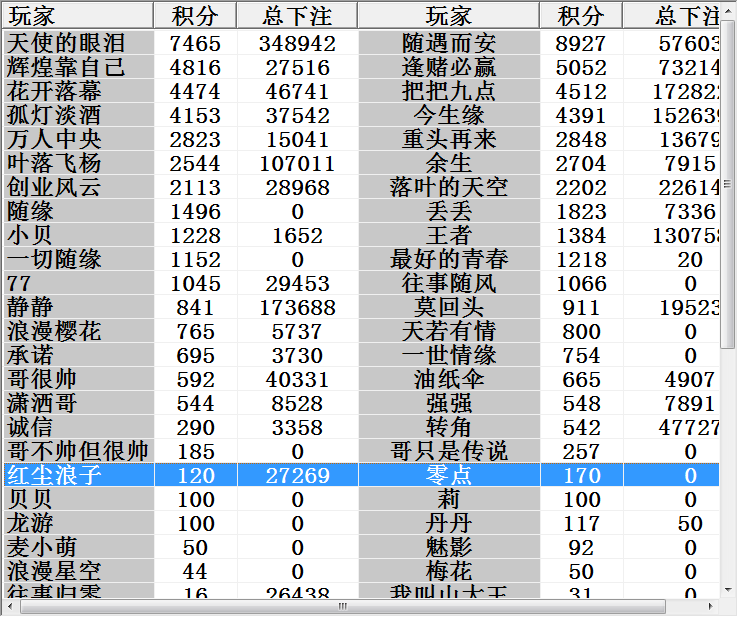 玩家 积分 总下注 玩家 积分 总下注
天使的眼泪 7465 348942 随遇而安 8927 57603
辉煌靠自己 4816 27516 逢赌必赢 5052 73214
花开落幕 4474 46741 把把九点 4512 172822
孤灯淡酒 4153 37542 今生缘 4391 152639
万人中央 2823 15041 重头再来 2848 13679
叶落飞杨 2544 107011 余生 2704 7915
创业风云 2113 28968 落叶的天空 2202 22614
随缘 1496 0 丢丢 1823 7336
小贝 1228 1652 王者 1384 130758
一切随缘 1152 0 最好的青春 1218 20
77 1045 29453 往事随风 1066 0
静静 841 173688 莫回头 911 19523
浪漫樱花 765 5737 天若有情 800 0
承诺 695 3730 一世情缘 754 0
哥很帅 592 40331 油纸伞 665 4907
潇洒哥 544 8528 强强 548 7891
诚信 290 3358 转角 542 47727
哥不帅但很帅 185 0 哥只是传说 257 0
红尘浪子 120 27269 零点 170 0
贝贝 100 0 莉 100 0
龙游 100 0 丹丹 117 50
麦小萌 50 0 魅影 92 0
浪漫星空 44 0 梅花 50 0
往事归零 16 26438 我叫山大王 31 0